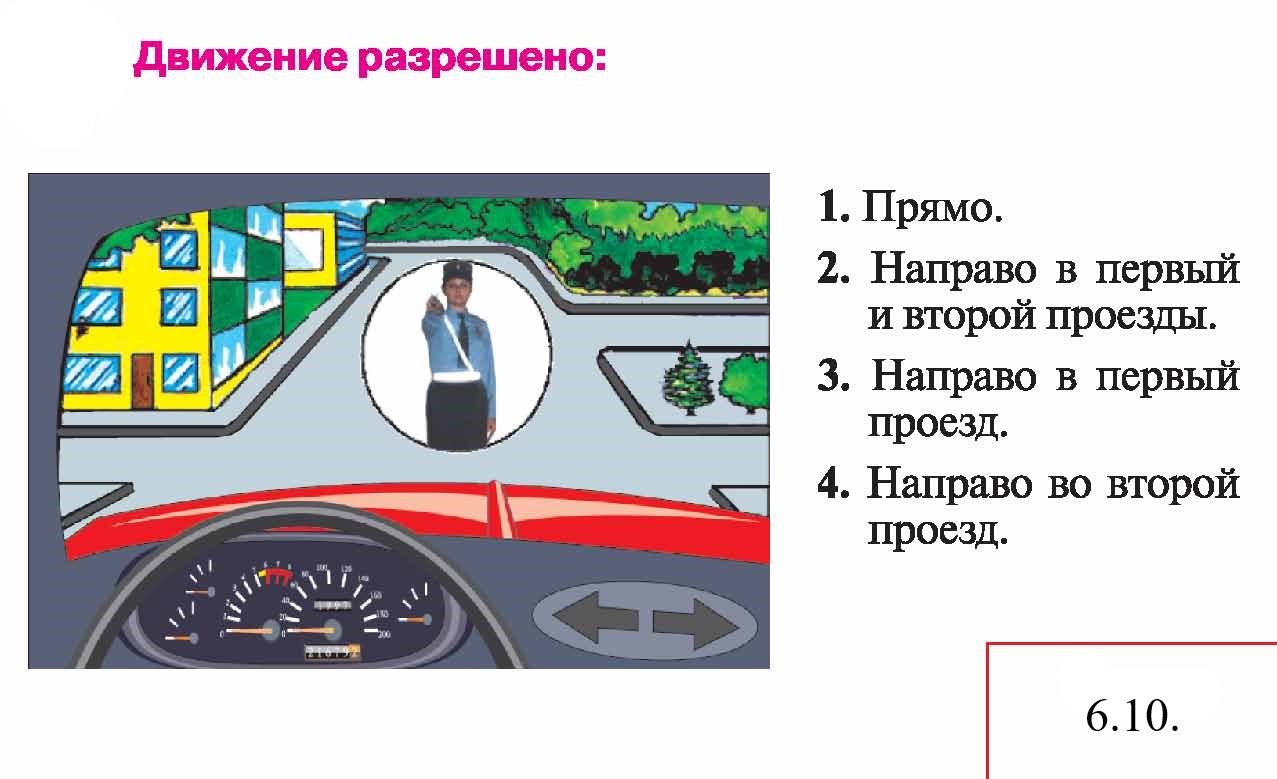 Движение разрешено:
1. Прямо.
2. Направо в первый
и второй проезды.
3. Направо в первый
проезд.
4. Направо во второй
проезд.
6.10.